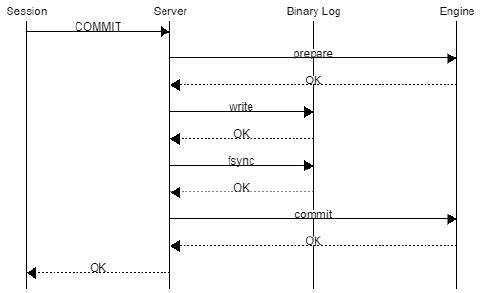 Session Server Binary Log Engine
COMMIT
prepare
OK
write
OK
fsync
OK
commit
OK
OK